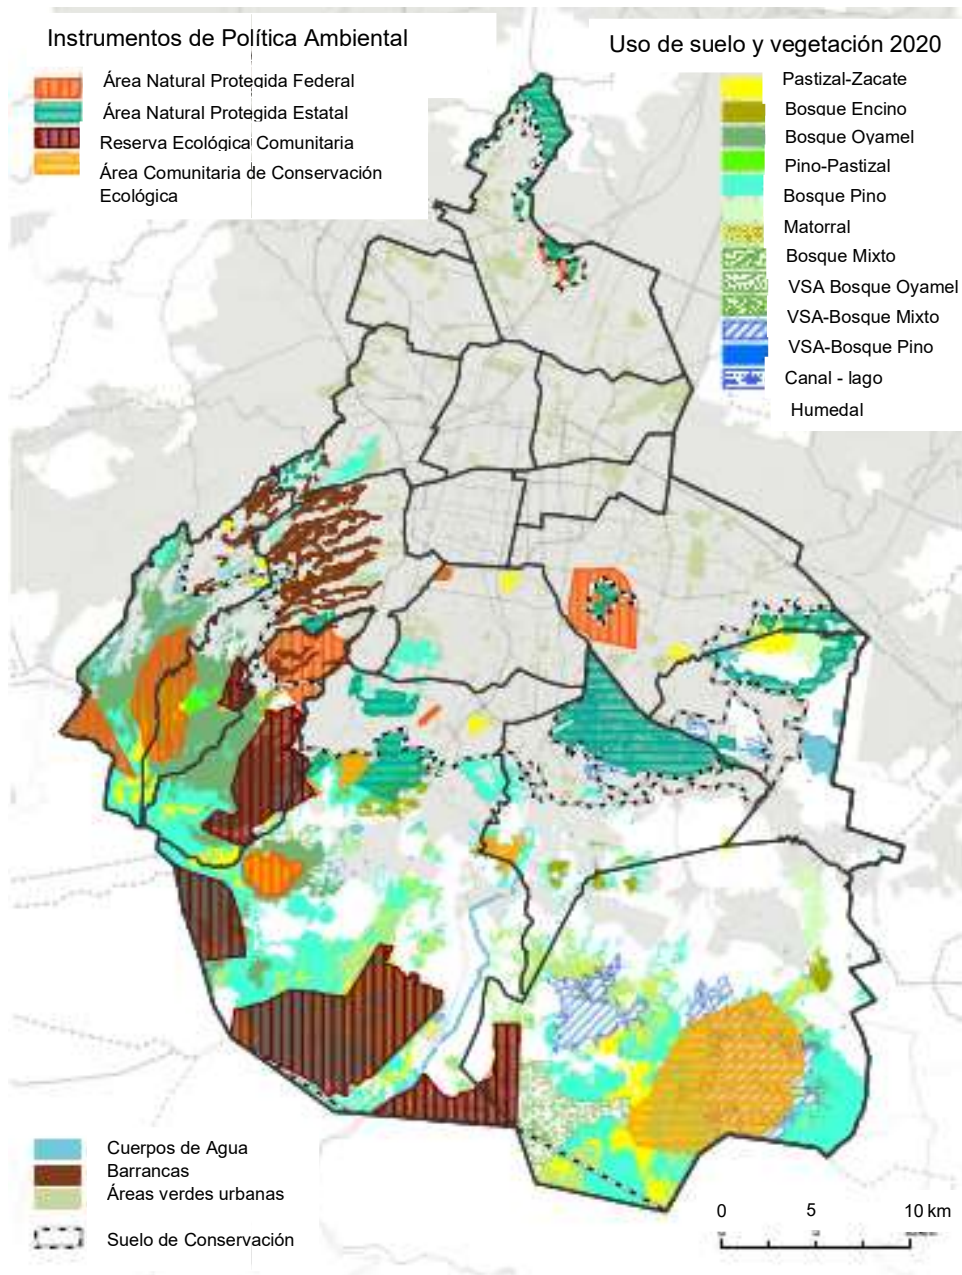 Instrumentos de Política Ambiental
Área Natural Protegida Federal
Área Natural Protegida Estatal
Reserva Ecológica Comunitaria
Área Comunitaria de Conservación
Ecológica
Uso de suelo y vegetación 2020
Pastizal-Zacate
Bosque Encino
Bosque Oyamel
Pino-Pastizal
Bosque Pino
Matorral
Bosque Mixto
VSA Bosque Oyamel
VSA-Bosque Mixto
VSA-Bosque Pino
Canal - lago
Humedal
Cuerpos de Agua
Barrancas
Áreas verdes urbanas
Suelo de Conservación
0 5 10 km